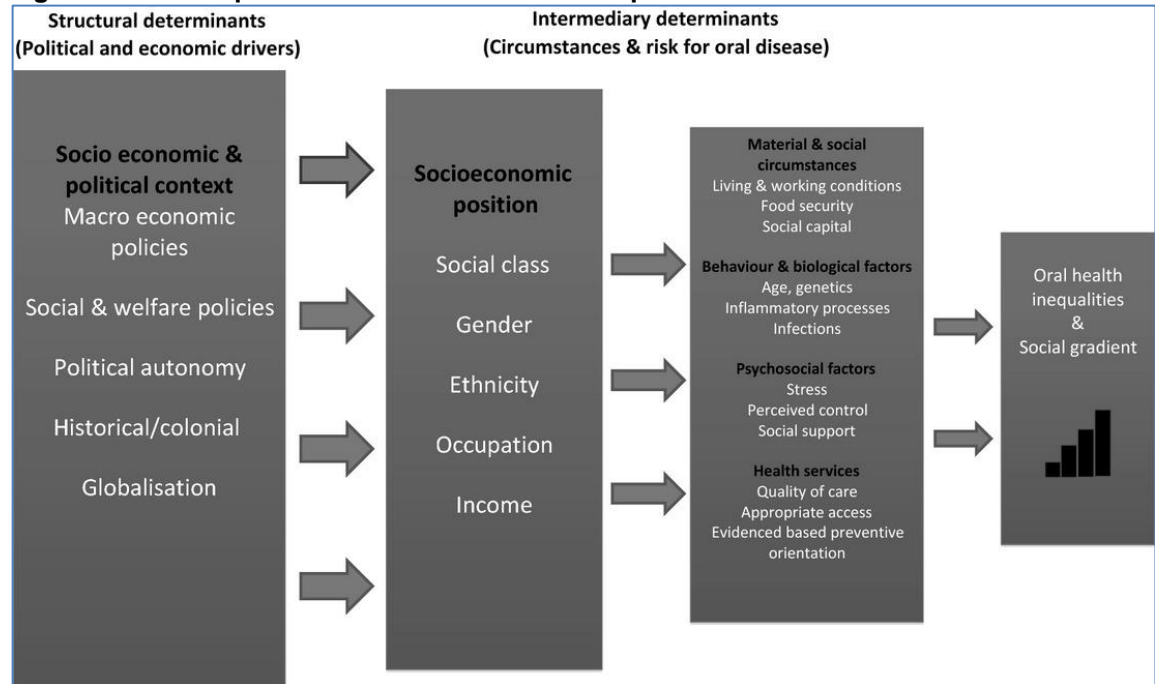 Structural determinants
(Political and economic drivers)
Intermediary determinants
(Circumstances & risk for oral disease)
Socio economic &
political context
Macro economic
policies
Social & welfare policies
Political autonomy
Historical/colonial
Globalisation
Socioeconomic
position
Social class
Gender
Ethnicity
Occupation
Income
Material & social
circumstances
Living & working conditions
Food security
Social capital
Behaviour & biological factors
Age, genetics
Inflammatory processes
Infections
Psychosocial factors
Stress
Perceived control
Social support
Health services
Quality of care
Appropriate access
Evidenced based preventive
orientation
Oral health
inequalities
&
Social gradient